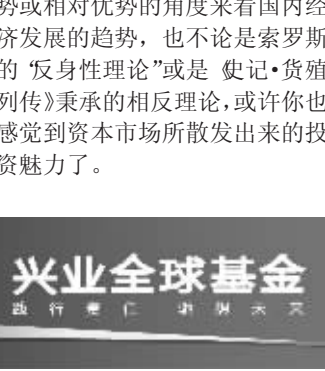 势或相对优势的角度来看国内经
济发展的趋势，也不论是索罗斯
的“反身性理论”或是《史记•货殖
列传》秉承的相反理论，或许你也
感觉到资本市场所散发出来的投
资魅力了。
兴业全球基金